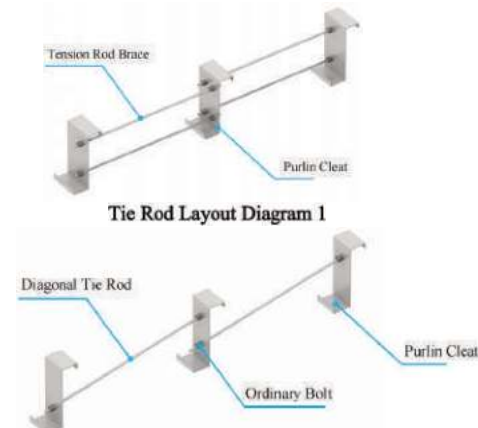 Tension Rod Brace
Purlin Cleat
Tie Rod Layout Diagram 1
Diagonal Tie Rod
Purlin Cleat
Ordinary Bolt